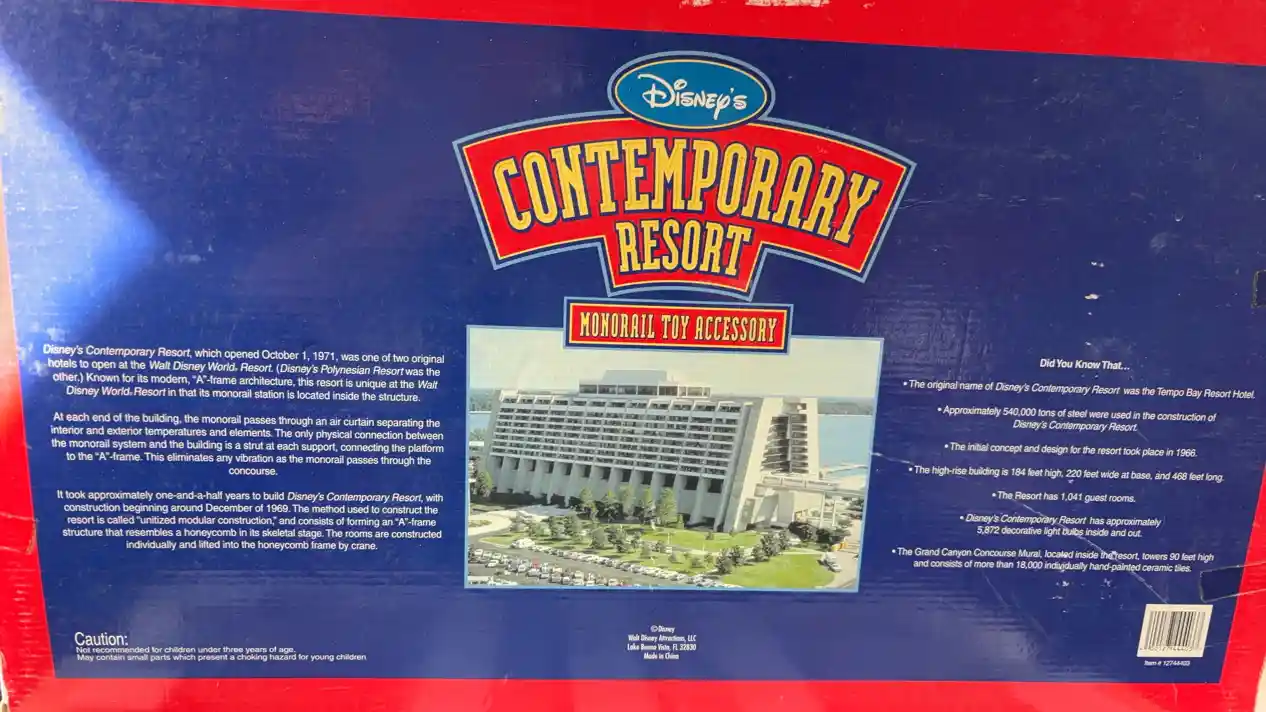 Disney's
CONTEMPORARY
RESORT
MONORAIL TOY ACCESSORY
Disney's Contemporary Resort, which opened October 1, 1971, was one of two original
hotels to open at the Walt Disney World® Resort. (Disney's Polynesian Resort was the
other.) Known for its modern, "A"-frame architecture, this resort is unique at the Walt
Disney World® Resort in that its monorail station is located inside the structure.
At each end of the building, the monorail passes through an air curtain separating the
interior and exterior temperatures and elements. The only physical connection between
the monorail system and the building is a strut at each support, connecting the platform
to the "A"-frame. This eliminates any vibration as the monorail passes through the
concourse.
It took approximately one-and-a-half years to build Disney's Contemporary Resort, with
construction beginning around December of 1969. The method used to construct the
resort is called "unitized modular construction," and consists of forming an "A"-frame
structure that resembles a honeycomb in its skeletal stage. The rooms are constructed
individually and lifted into the honeycomb frame by crane.
Did You Know That...
• The original name of Disney's Contemporary Resort was the Tempo Bay Resort Hotel.
• Approximately 540,000 tons of steel were used in the construction of
Disney's Contemporary Resort.
• The initial concept and design for the resort took place in 1966.
• The high-rise building is 184 feet high, 220 feet wide at base, and 468 feet long.
• The Resort has 1,041 guest rooms.
• Disney's Contemporary Resort has approximately
5,872 decorative light bulbs inside and out.
• The Grand Canyon Concourse Mural, located inside the resort, towers 90 feet high
and consists of more than 18,000 individually hand-painted ceramic tiles.
Caution:
Not recommended for children under three years of age.
May contain small parts which present a choking hazard for young children
©Disney
Walt Disney Attractions, LLC
Lake Buena Vista, FL 32830
Made in China
Item # 12744403